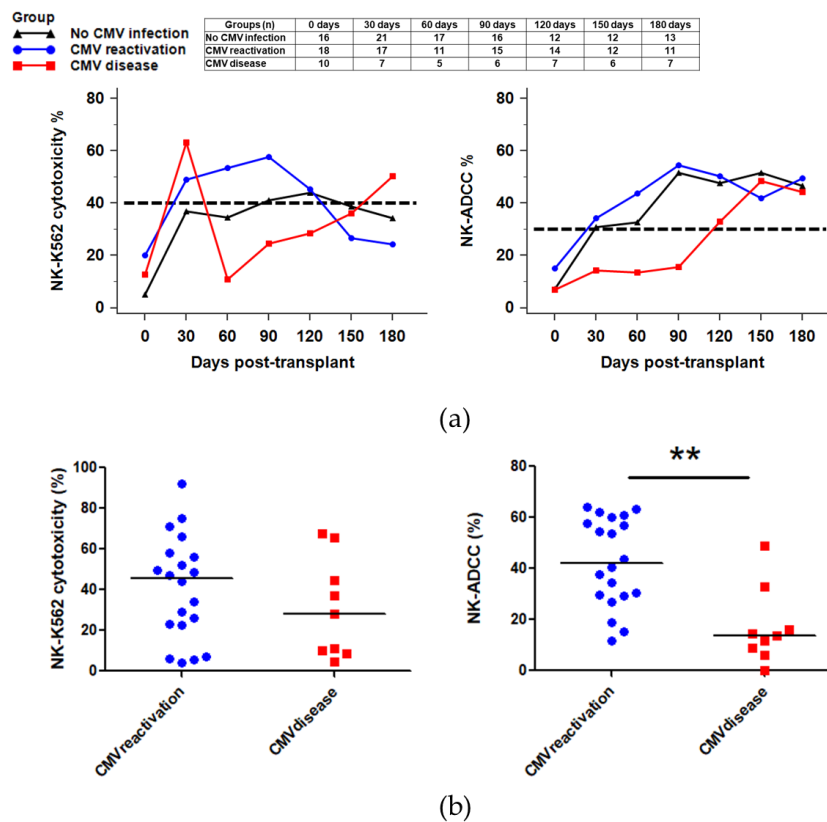 Group
No CMV infection
CMV reactivation
CMV disease
Groups (n) 0 days 30 days 60 days 90 days 120 days 150 days 180 days
No CMV infection 16 21 17 16 12 12 13
CMV reactivation 18 17 11 15 14 12 11
CMV disease 10 7 5 6 7 6 7
NK-K562 cytotoxicity %
80
60
40
20
0
0 30 60 90 120 150 180
Days post-transplant
NK-ADCC %
80
60
40
20
0
0 30 60 90 120 150 180
Days post-transplant
(a)
NK-K562 cytotoxicity (%)
100
80
60
40
20
0
CMV reactivation
CMV disease
NK-ADCC (%)
80
60
40
20
0
**
CMV reactivation
CMV disease
(b)